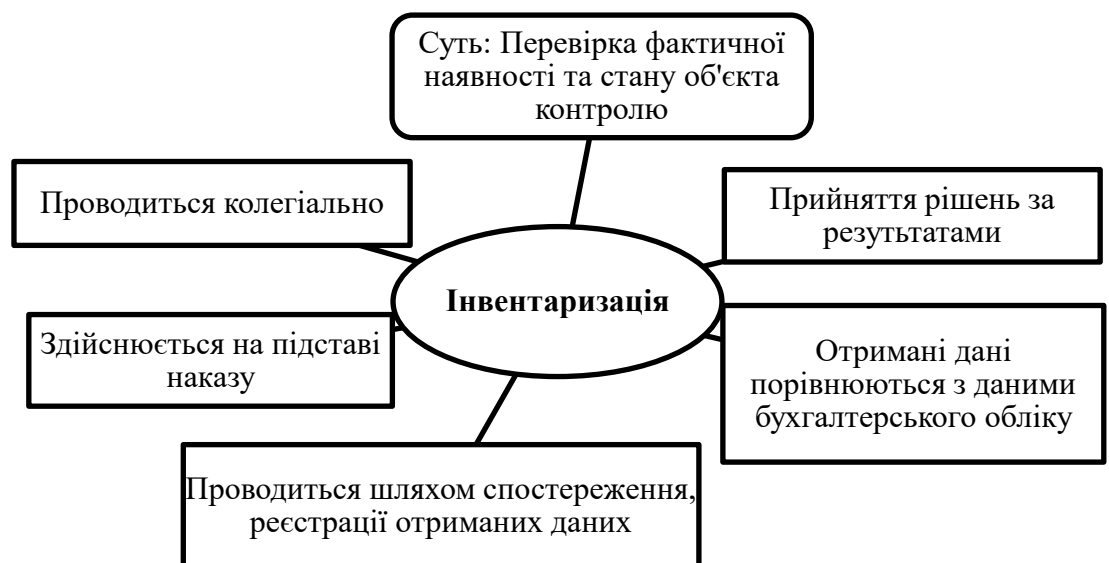 Суть: Перевірка фактичної
наявності та стану об'єкта
контролю
Проводиться колегіально
Прийняття рішень за
резутьтатами
Інвентаризація
Здійснюється на підставі
наказу
Отримані дані
порівнюються з даними
бухгалтерського обліку
Проводиться шляхом спостереження,
реєстрації отриманих даних